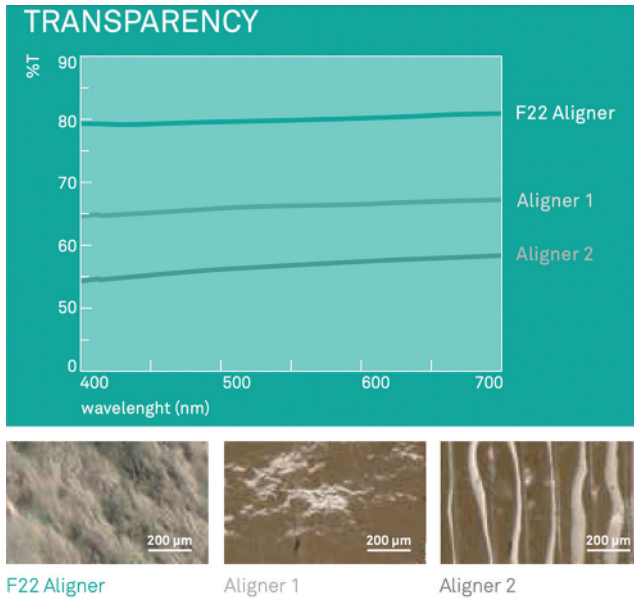 TRANSPARENCY
%T
90
80
70
60
50
0
400
500
600
700
wavelenght (nm)
F22 Aligner
Aligner 1
Aligner 2
200 µm
200 µm
200 µm
F22 Aligner
Aligner 1
Aligner 2